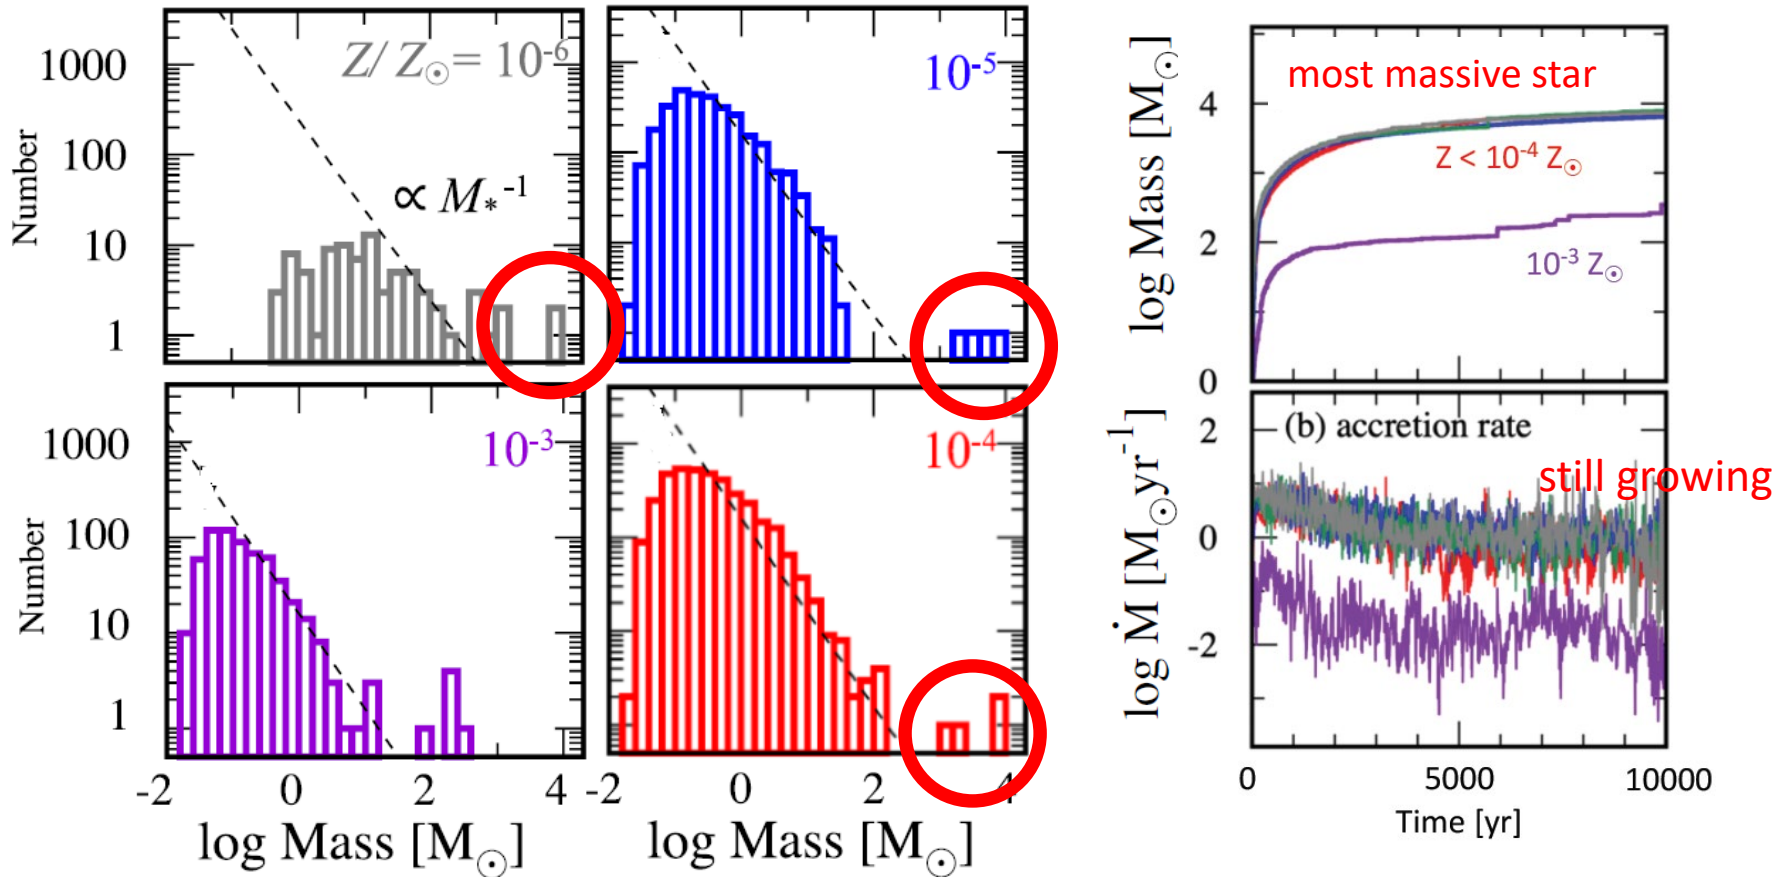 Z/Z☉= 10⁻⁶
∝ M*⁻¹
Number
1000
100
10
1
10⁻⁵
10⁻³
Number
1000
100
10
1
-2
0
2
4
log Mass [M☉]
10⁻⁴
-2
0
2
4
log Mass [M☉]
most massive star
Z < 10⁻⁴ Z☉
10⁻³ Z☉
log Mass [M☉]
4
2
0
(b) accretion rate
still growing
log Ṁ [M☉yr⁻¹]
2
0
-2
0
5000
10000
Time [yr]